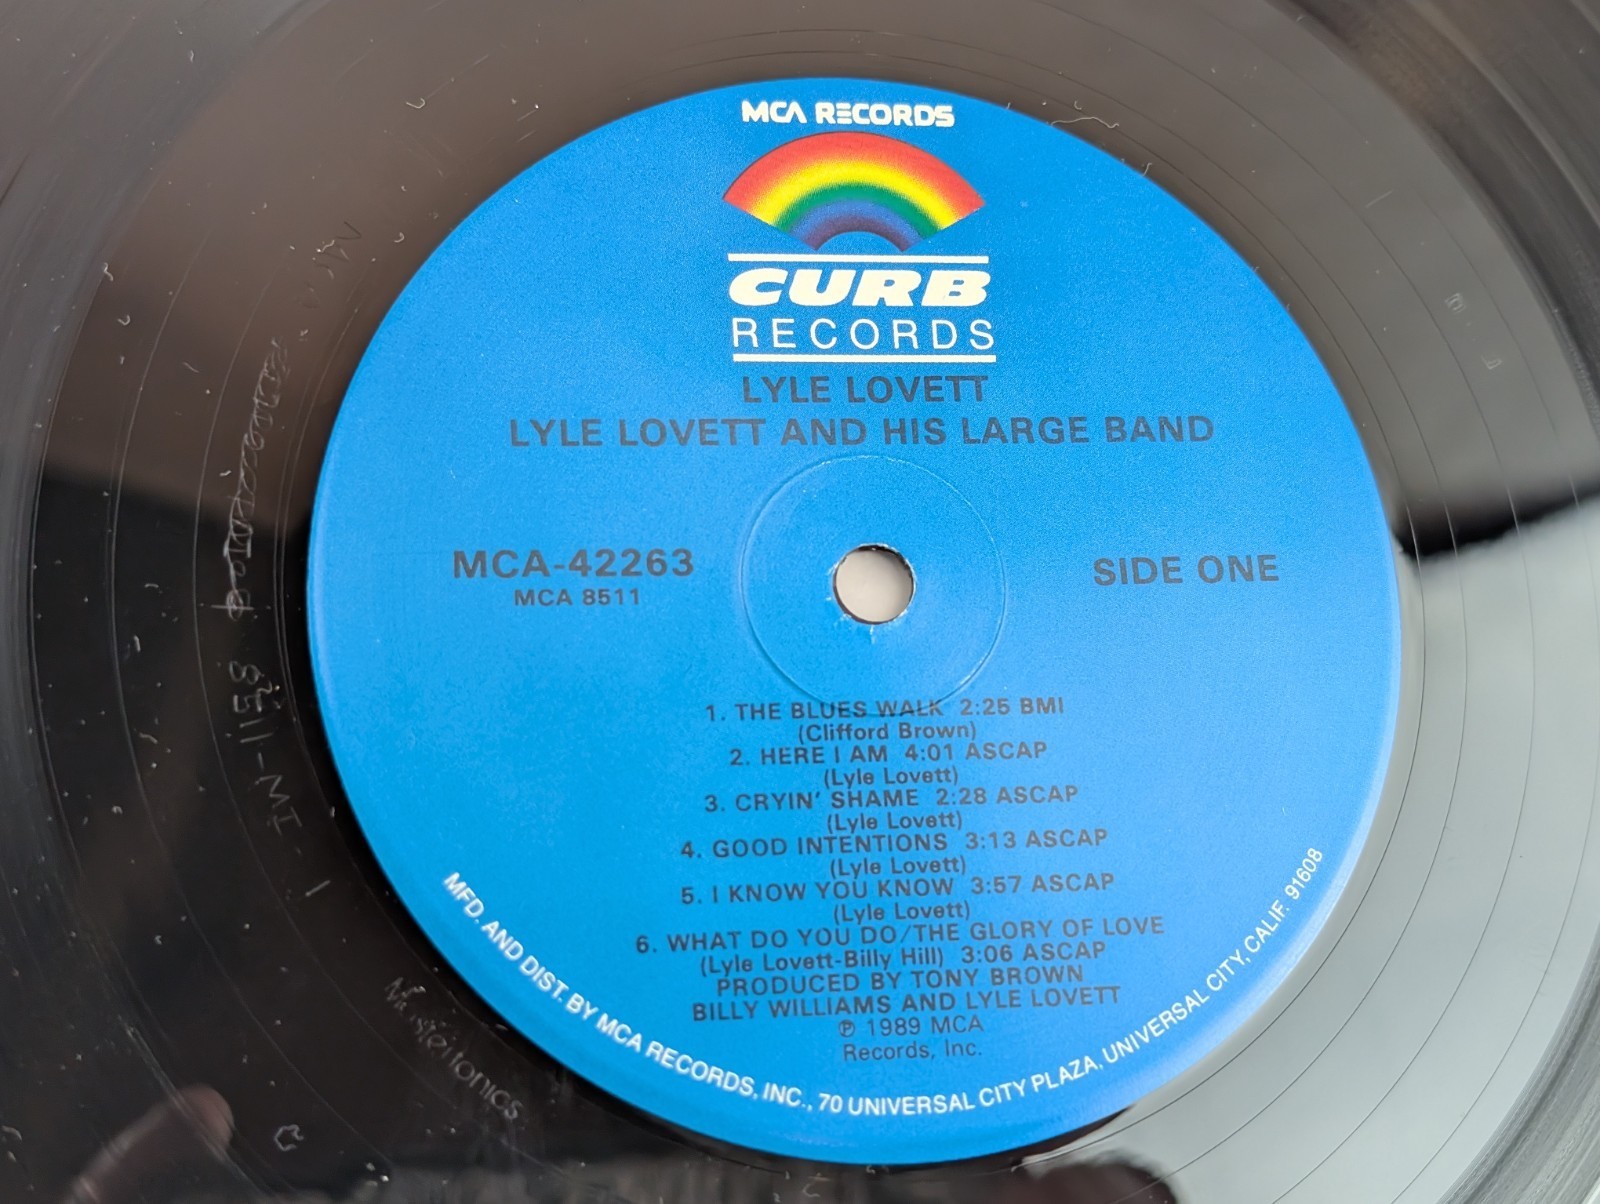 MCA RECORDS
CURB
RECORDS
LYLE LOVETT
LYLE LOVETT AND HIS LARGE BAND
MCA-42263
MCA 8511
SIDE ONE
1. THE BLUES WALK 2:25 BMI
(Clifford Brown)
2. HERE I AM 4:01 ASCAP
(Lyle Lovett)
3. CRYIN' SHAME 2:28 ASCAP
(Lyle Lovett)
4. GOOD INTENTIONS 3:13 ASCAP
(Lyle Lovett)
5. I KNOW YOU KNOW 3:57 ASCAP
(Lyle Lovett)
6. WHAT DO YOU DO/THE GLORY OF LOVE
(Lyle Lovett-Billy Hill) 3:06 ASCAP
PRODUCED BY TONY BROWN
BILLY WILLIAMS AND LYLE LOVETT
℗ 1989 MCA
Records, Inc.
MFD. AND DIST. BY MCA RECORDS, INC., 70 UNIVERSAL CITY PLAZA, UNIVERSAL CITY, CALIF. 91608
Masterfonics